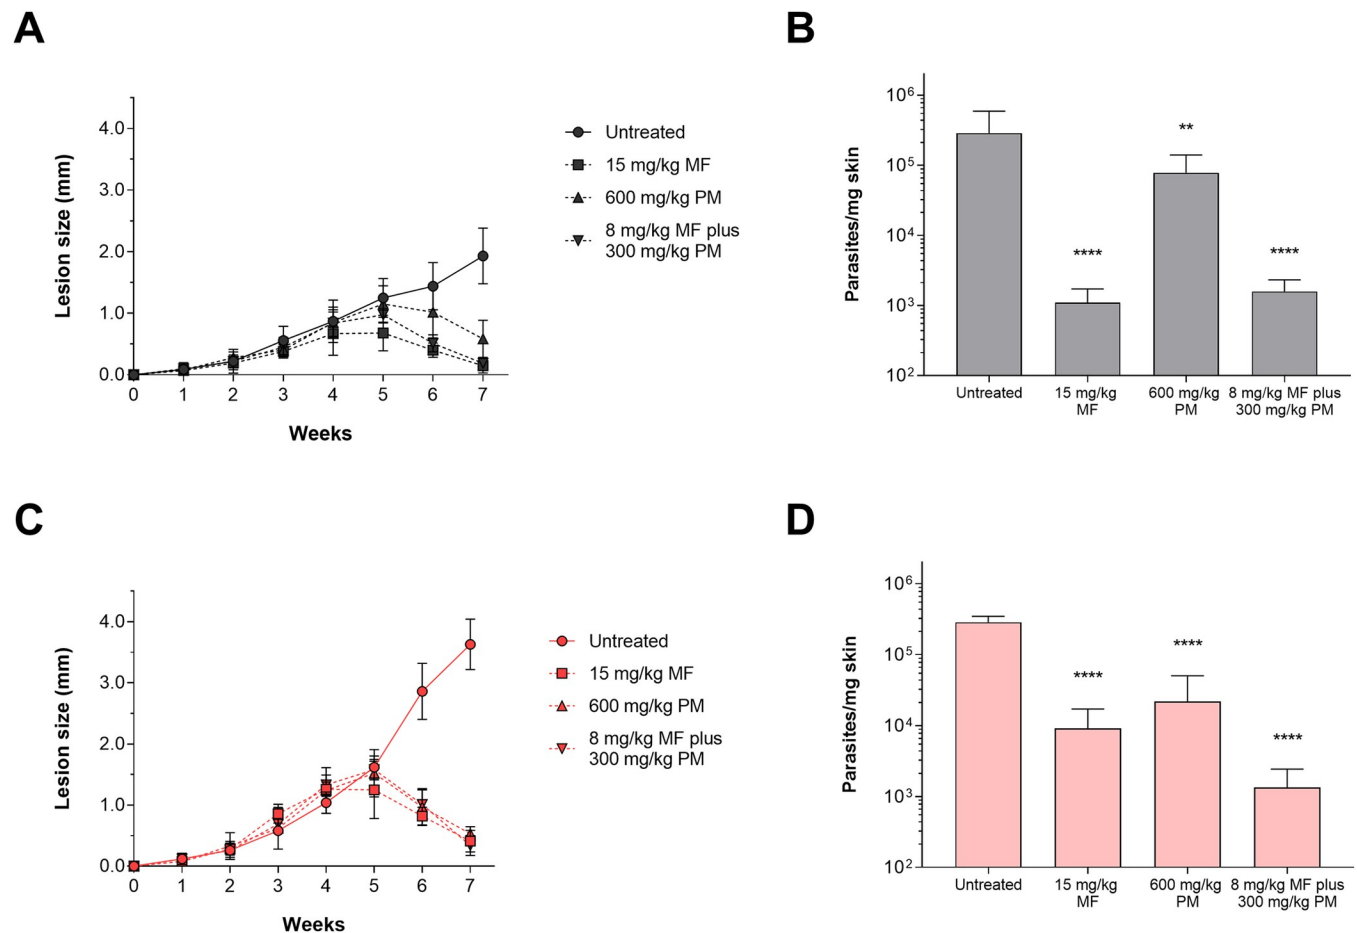 A
4.0
3.0
2.0
1.0
0.0
Lesion size (mm)
0 1 2 3 4 5 6 7
Weeks
Untreated
15 mg/kg MF
600 mg/kg PM
8 mg/kg MF plus
300 mg/kg PM
B
10⁶
10⁵
10⁴
10³
10²
Parasites/mg skin
****
**
****
Untreated
15 mg/kg
MF
600 mg/kg
PM
8 mg/kg MF plus
300 mg/kg PM
C
4.0
3.0
2.0
1.0
0.0
Lesion size (mm)
0 1 2 3 4 5 6 7
Weeks
Untreated
15 mg/kg MF
600 mg/kg PM
8 mg/kg MF plus
300 mg/kg PM
D
10⁶
10⁵
10⁴
10³
10²
Parasites/mg skin
****
****
****
Untreated
15 mg/kg
MF
600 mg/kg
PM
8 mg/kg MF plus
300 mg/kg PM